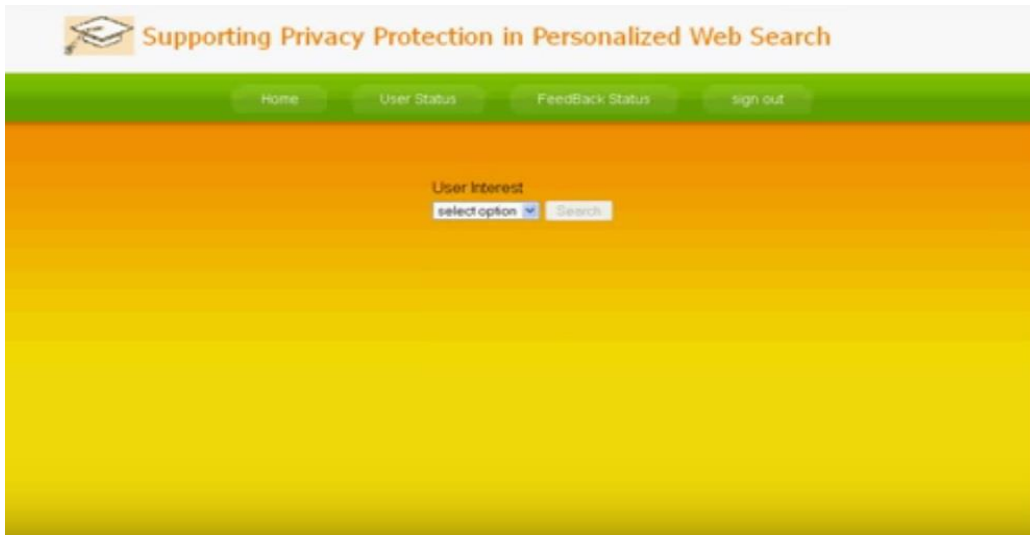 Supporting Privacy Protection in Personalized Web Search
Home User Status FeedBack Status sign out
User Interest
select option Search